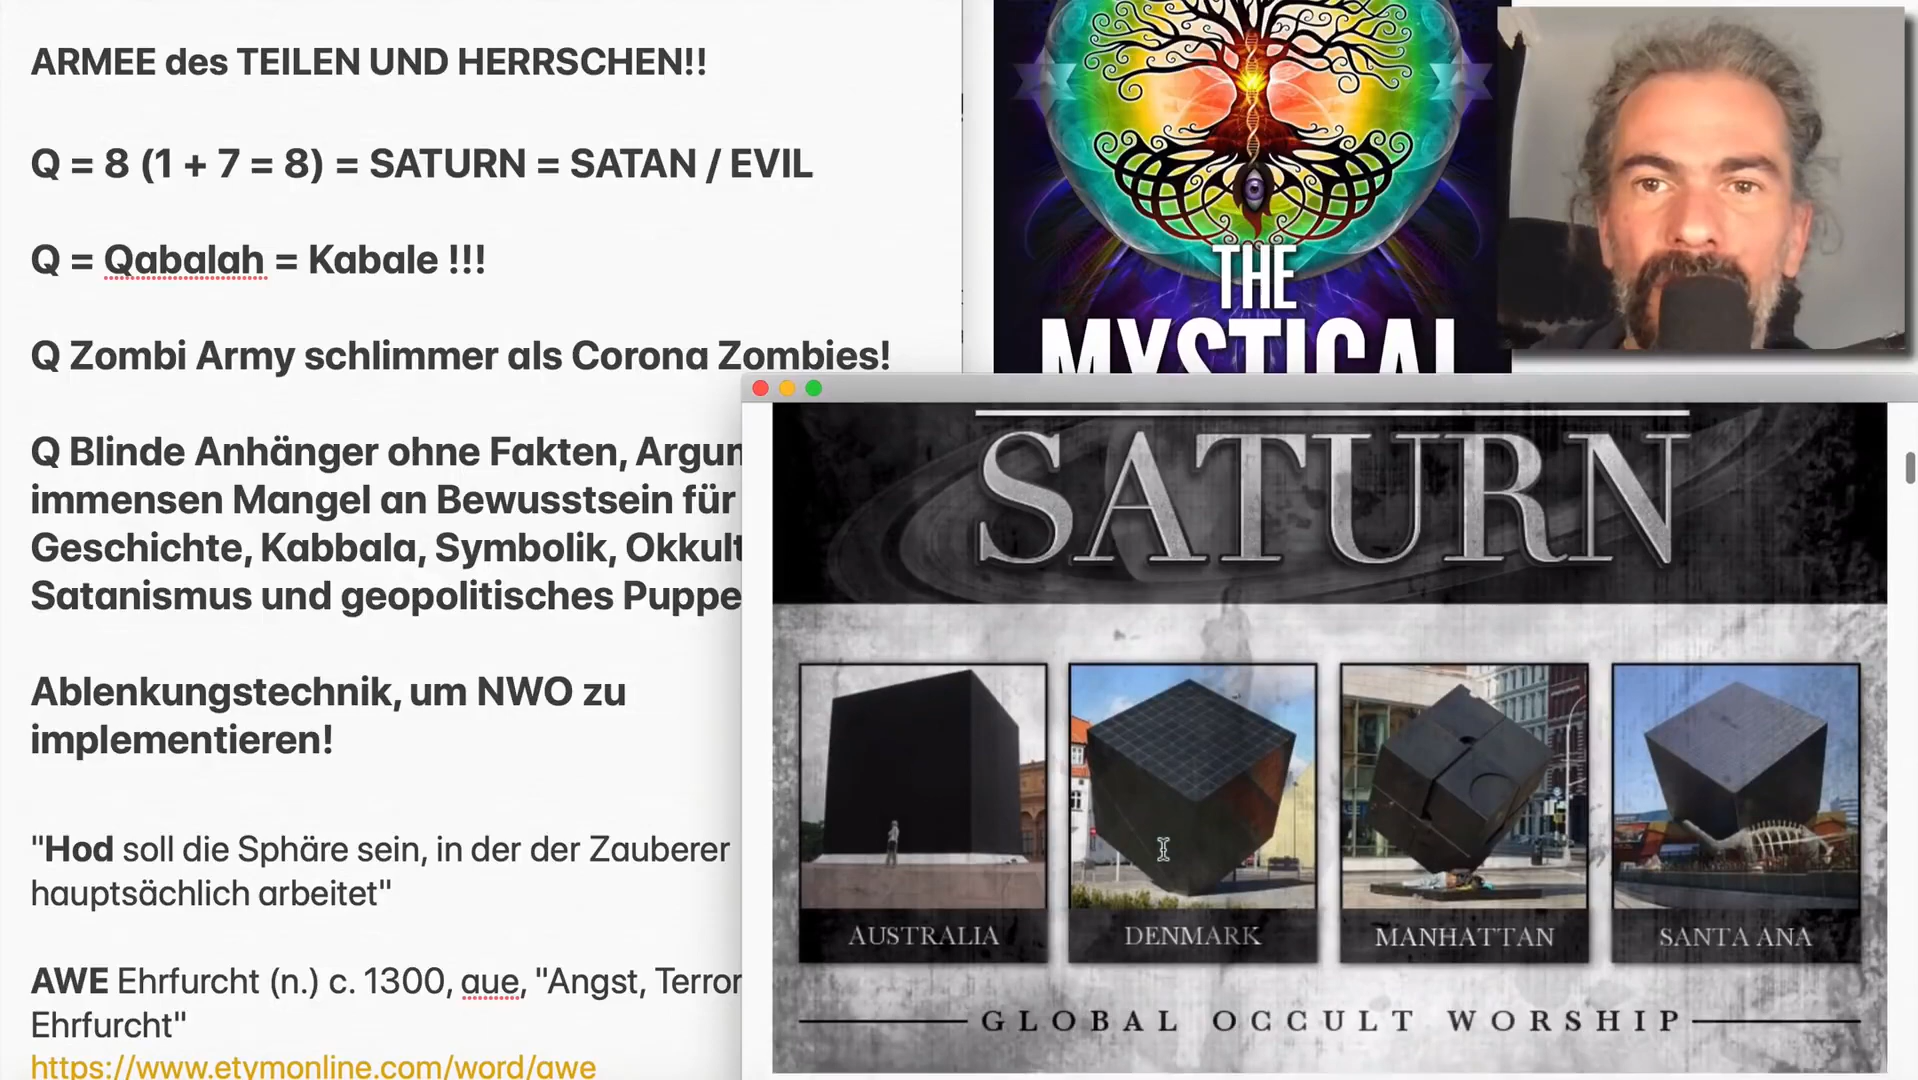 ARMEE des TEILEN UND HERRSCHEN!!
Q = 8 (1 + 7 = 8) = SATURN = SATAN / EVIL
Q = Qabalah = Kabale !!!
Q Zombi Army schlimmer als Corona Zombies!
Q Blinde Anhänger ohne Fakten,
immensen Mangel an Bewusstsein für
Geschichte, Kabbala, Symbolik,
Satanismus und geopolitisches
Ablenkungstechnik, um NWO zu
implementieren!
"Hod soll die Sphäre sein, in der der Zauberer
hauptsächlich arbeitet"
AWE Ehrfurcht (n.) c. 1300, aue, "Angst, Terror
Ehrfurcht"
https://www.etymonline.com/word/awe
THE
MYSTICAL
SATURN
AUSTRALIA
DENMARK
MANHATTAN
SANTA ANA
GLOBAL OCCULT WORSHIP